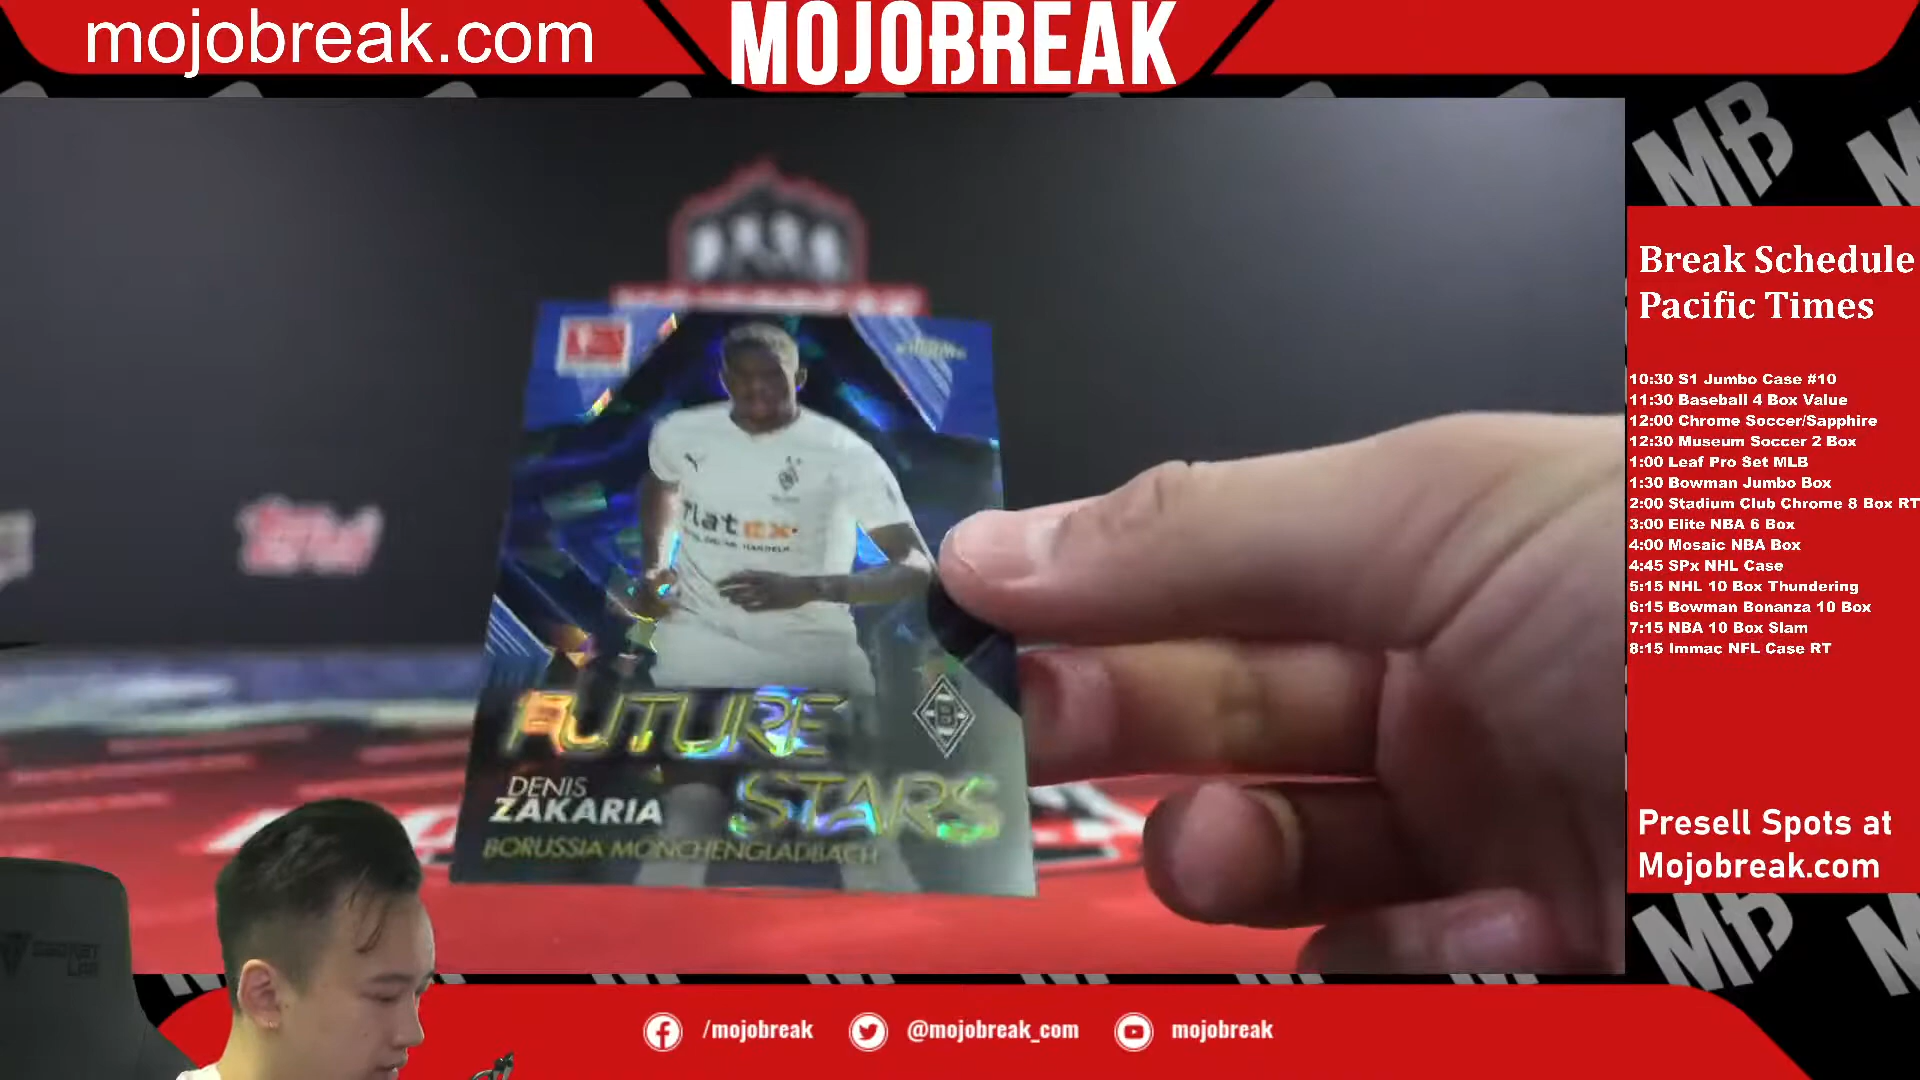 mojobreak.com
MOJOBREAK
Break Schedule
Pacific Times
10:30 S1 Jumbo Case #10
11:30 Baseball 4 Box Value
12:00 Chrome Soccer/Sapphire
12:30 Museum Soccer 2 Box
1:00 Leaf Pro Set MLB
1:30 Bowman Jumbo Box
2:00 Stadium Club Chrome 8 Box RT
3:00 Elite NBA 6 Box
4:00 Mosaic NBA Box
4:45 SPx NHL Case
5:15 NHL 10 Box Thundering
6:15 Bowman Bonanza 10 Box
7:15 NBA 10 Box Slam
8:15 Immac NFL Case RT
Presell Spots at
Mojobreak.com
MB
MB
topps
flatex
FUTURE
STARS
DENIS
ZAKARIA
BORUSSIA MÖNCHENGLADBACH
/mojobreak
@mojobreak_com
mojobreak